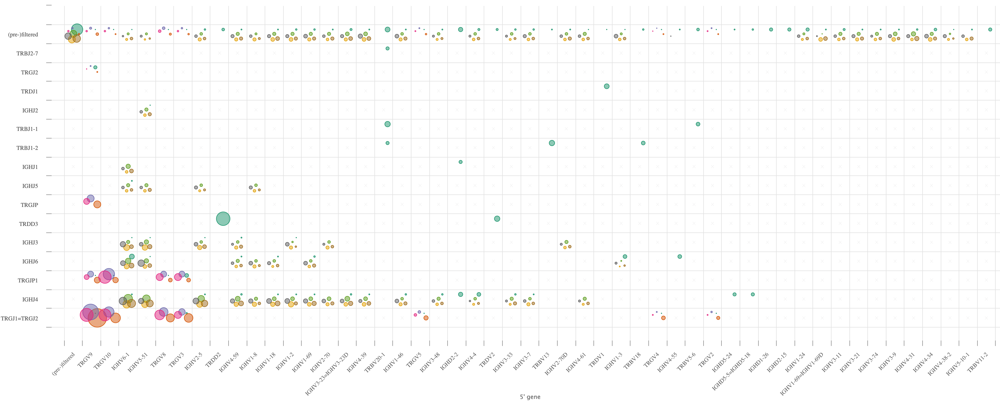 (pre-)filtered
TRBJ2-7
TRGJ2
TRDJ1
IGHJ2
TRBJ1-1
TRBJ1-2
IGHJ1
IGHJ5
TRGJP
TRDD3
IGHJ3
IGHJ6
TRGJP1
IGHJ4
TRGJ1=TRGJ2
(pre-)filtered
TRGV9
TRGV10
IGHV6-1
IGHV5-51
TRGV8
TRGV3
IGHV2-5
TRDD2
IGHV4-59
IGHV1-8
IGHV1-18
IGHV1-2
IGHV1-69
IGHV2-70
IGHV3-23=IGHV3-23D
IGHV4-39
TRBV20-1
IGHV1-46
TRGV5
IGHV3-48
IGHD2-2
IGHV4-4
TRDV2
IGHV3-33
IGHV3-7
TRBV13
IGHV2-70D
IGHV4-61
TRDV1
IGHV1-3
TRBV18
TRGV4
IGHV4-55
TRBV5-6
TRGV2
IGHD5-24
IGHD5-5=IGHD5-18
IGHD1-26
IGHD2-15
IGHV1-24
IGHV1-69=IGHV1-69D
IGHV3-11
IGHV3-21
IGHV3-74
IGHV3-9
IGHV4-31
IGHV4-34
IGHV4-38-2
IGHV5-10-1
TRBV11-2
5' gene